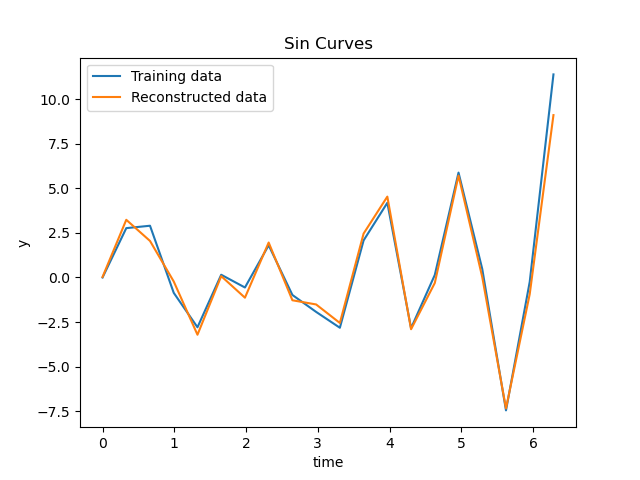 Sin Curves
Training data
Reconstructed data
10.0
7.5
5.0
2.5
0.0
−2.5
−5.0
−7.5
y
0 1 2 3 4 5 6
time